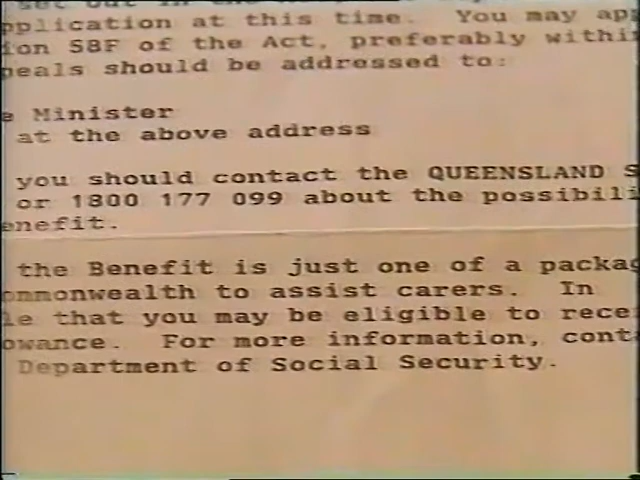 pplication at this time. You may app
ion S8F of the Act, preferably withi
peals should be addressed to:
e Minister
at the above address
you should contact the QUEENSLAND S
or 1800 177 099 about the possibili
enefit.
the Benefit is just one of a packag
ommonwealth to assist carers. In
le that you may be eligible to rece
owance. For more information, conta
Department of Social Security.